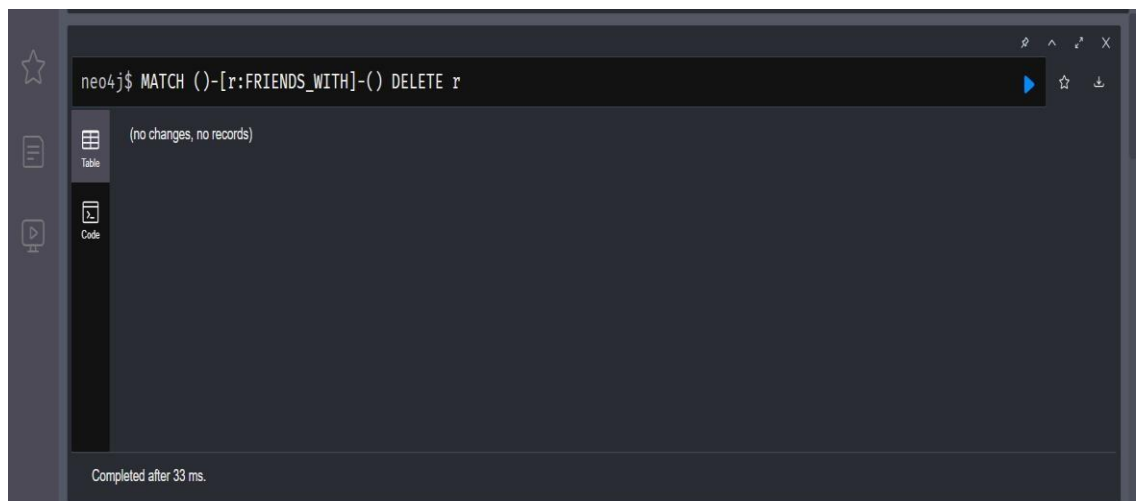 neo4j$ MATCH ()-[r:FRIENDS_WITH]-() DELETE r
Table
(no changes, no records)
Code
Completed after 33 ms.